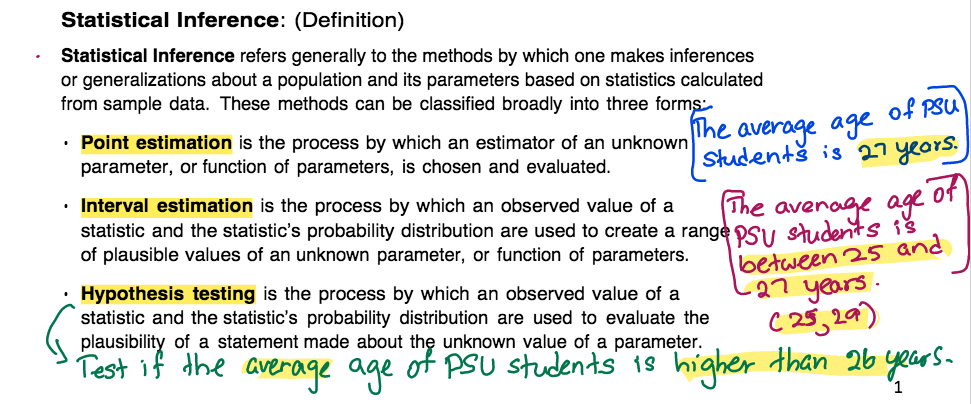 Statistical Inference: (Definition)
Statistical Inference refers generally to the methods by which one makes inferences
or generalizations about a population and its parameters based on statistics calculated
from sample data. These methods can be classified broadly into three forms:
· Point estimation is the process by which an estimator of an unknown
parameter, or function of parameters, is chosen and evaluated.
The average age of PSU
students is 27 years.
· Interval estimation is the process by which an observed value of a
statistic and the statistic's probability distribution are used to create a range
of plausible values of an unknown parameter, or function of parameters.
The average age of
PSU students is
between 25 and
27 years.
(25,29)
· Hypothesis testing is the process by which an observed value of a
statistic and the statistic's probability distribution are used to evaluate the
plausibility of a statement made about the unknown value of a parameter.
Test if the average age of PSU students is higher than 26 years.
1